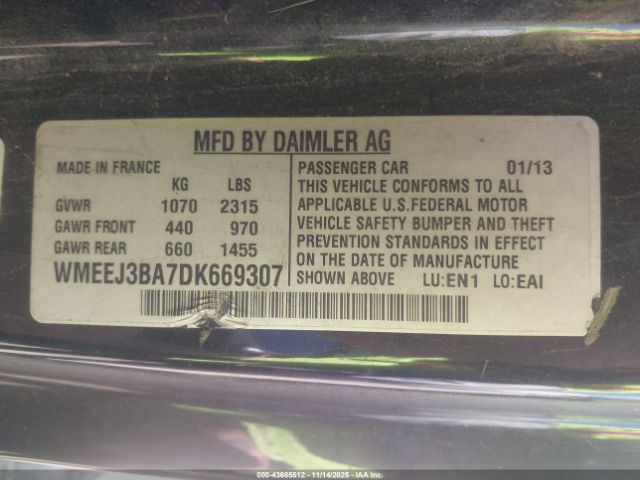 MFD BY DAIMLER AG
MADE IN FRANCE
KG LBS
GVWR 1070 2315
GAWR FRONT 440 970
GAWR REAR 660 1455
WMEEJ3BA7DK669307
PASSENGER CAR 01/13
THIS VEHICLE CONFORMS TO ALL
APPLICABLE U.S.FEDERAL MOTOR
VEHICLE SAFETY BUMPER AND THEFT
PREVENTION STANDARDS IN EFFECT
ON THE DATE OF MANUFACTURE
SHOWN ABOVE LU:EN1 LO:EAI
000-43685512 - 11/14/2025 - IAA Inc.